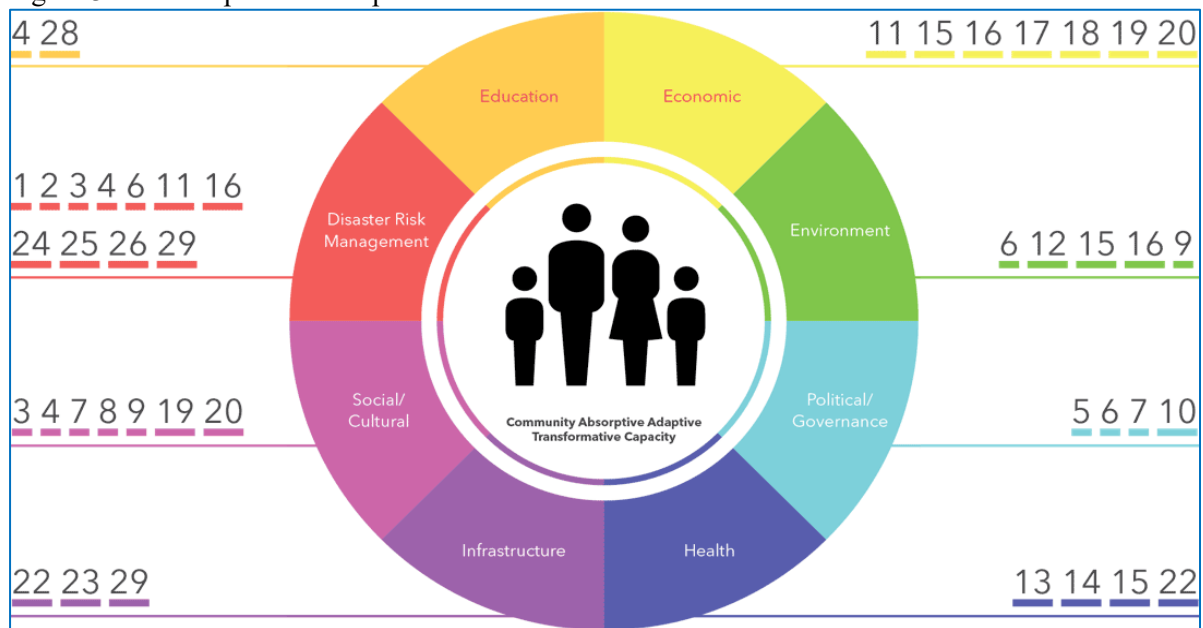 4 28
11 15 16 17 18 19 20
Education
Economic
1 2 3 4 6 11 16
24 25 26 29
Disaster Risk
Management
Environment
6 12 15 16 9
3 4 7 8 9 19 20
Social/
Cultural
Community Absorptive Adaptive
Transformative Capacity
Political/
Governance
5 6 7 10
22 23 29
Infrastructure
Health
13 14 15 22